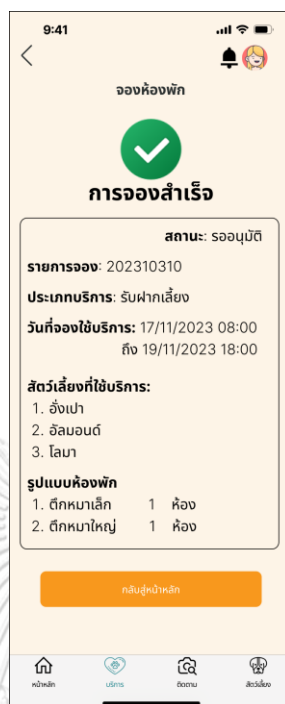 9:41
จองห้องพัก
การจองสำเร็จ
สถานะ: รออนุมัติ
รายการจอง: 202310310
ประเภทบริการ: รับฝากเลี้ยง
วันที่จองใช้บริการ: 17/11/2023 08:00
ถึง 19/11/2023 18:00
สัตว์เลี้ยงที่ใช้บริการ:
1. อั่งเปา
2. อัลมอนด์
3. โลมา
รูปแบบห้องพัก
1. ตึกหมาเล็ก 1 ห้อง
2. ตึกหมาใหญ่ 1 ห้อง
กลับสู่หน้าหลัก
หน้าหลัก บริการ ติดตาม สัตว์เลี้ยง